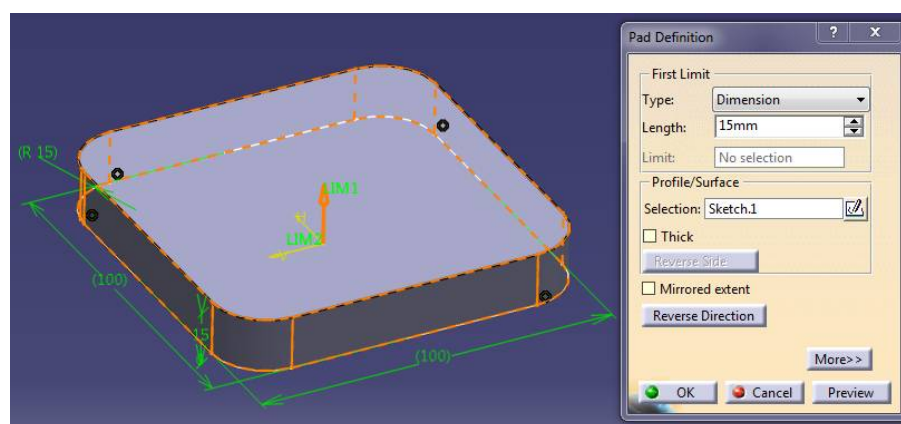 (R 15)
LIM1
LIM2
(100)
15
(100)
Pad Definition
? X
First Limit
Type: Dimension
Length: 15mm
Limit: No selection
Profile/Surface
Selection: Sketch.1
Thick
Reverse Side
Mirrored extent
Reverse Direction
More>>
OK Cancel Preview